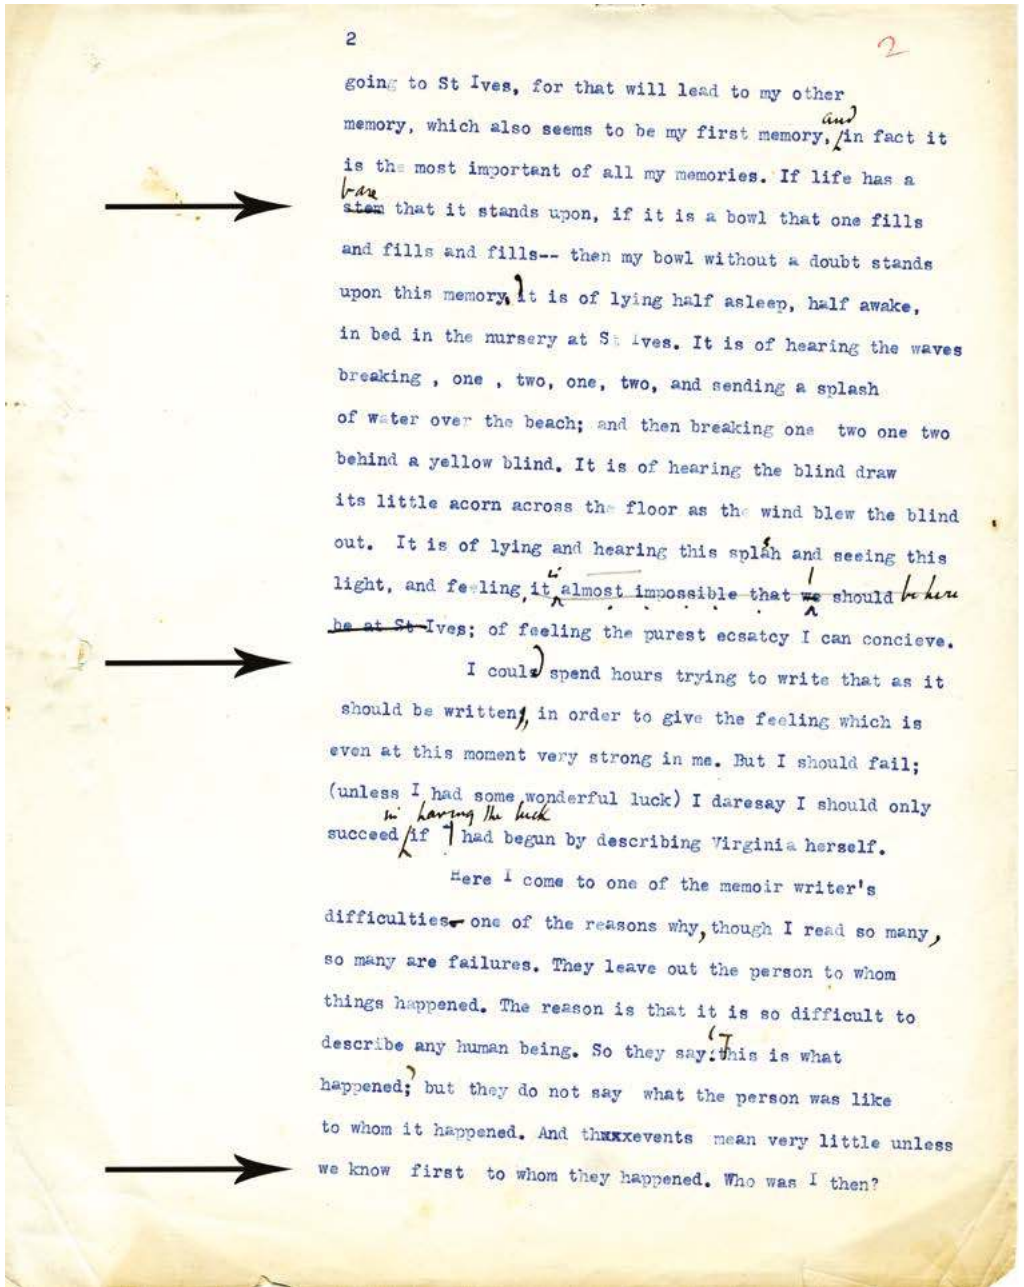 2
2
going to St Ives, for that will lead to my other
and
memory, which also seems to be my first memory, in fact it
is the most important of all my memories. If life has a
base
stem that it stands upon, if it is a bowl that one fills
and fills and fills-- then my bowl without a doubt stands
upon this memory, It is of lying half asleep, half awake,
in bed in the nursery at St Ives. It is of hearing the waves
breaking , one , two, one, two, and sending a splash
of water over the beach; and then breaking one two one two
behind a yellow blind. It is of hearing the blind draw
its little acorn across the floor as the wind blew the blind
out. It is of lying and hearing this splash and seeing this
is I
light, and feeling, it almost impossible that we should be here
be at St Ives; of feeling the purest ecsatcy I can concieve.
I could spend hours trying to write that as it
should be written, in order to give the feeling which is
even at this moment very strong in me. But I should fail;
(unless I had some wonderful luck) I daresay I should only
in having the luck
succeed if I had begun by describing Virginia herself.
Here I come to one of the memoir writer's
difficulties- one of the reasons why, though I read so many,
so many are failures. They leave out the person to whom
things happened. The reason is that it is so difficult to
describe any human being. So they say: 'This is what
happened;' but they do not say what the person was like
to whom it happened. And thxxxxevents mean very little unless
we know first to whom they happened. Who was I then?